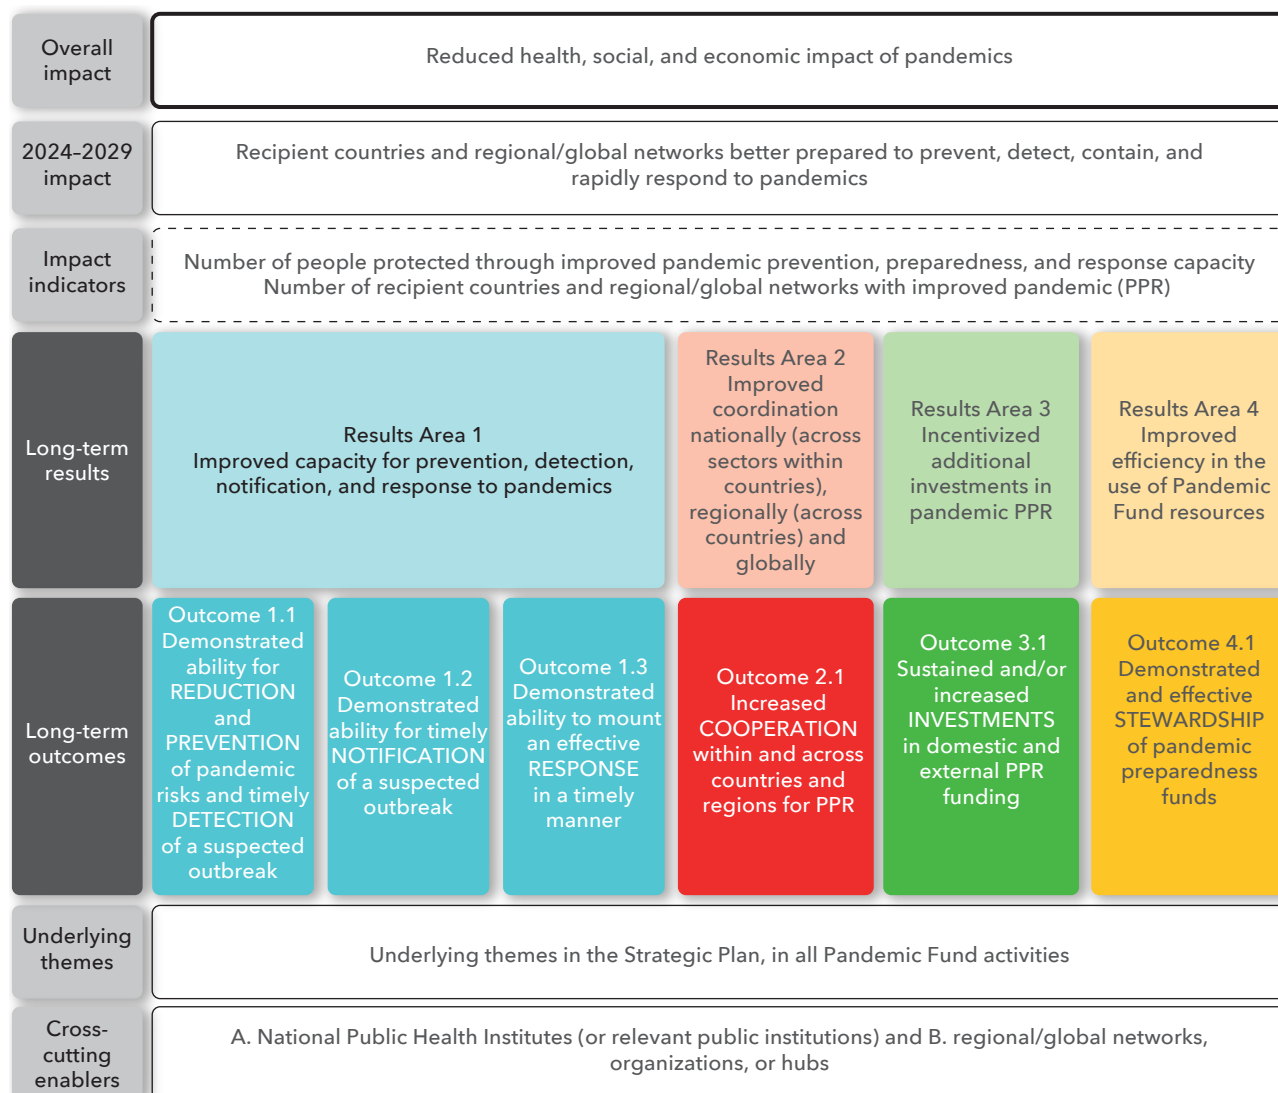 Overall
impact
Reduced health, social, and economic impact of pandemics
2024–2029
impact
Recipient countries and regional/global networks better prepared to prevent, detect, contain, and
rapidly respond to pandemics
Impact
indicators
Number of people protected through improved pandemic prevention, preparedness, and response capacity
Number of recipient countries and regional/global networks with improved pandemic (PPR)
Long-term
results
Results Area 1
Improved capacity for prevention, detection,
notification, and response to pandemics
Results Area 2
Improved
coordination
nationally (across
sectors within
countries),
regionally (across
countries) and
globally
Results Area 3
Incentivized
additional
investments in
pandemic PPR
Results Area 4
Improved
efficiency in the
use of Pandemic
Fund resources
Long-term
outcomes
Outcome 1.1
Demonstrated
ability for
REDUCTION
and
PREVENTION
of pandemic
risks and timely
DETECTION
of a suspected
outbreak
Outcome 1.2
Demonstrated
ability for timely
NOTIFICATION
of a suspected
outbreak
Outcome 1.3
Demonstrated
ability to mount
an effective
RESPONSE
in a timely
manner
Outcome 2.1
Increased
COOPERATION
within and across
countries and
regions for PPR
Outcome 3.1
Sustained and/or
increased
INVESTMENTS
in domestic and
external PPR
funding
Outcome 4.1
Demonstrated
and effective
STEWARDSHIP
of pandemic
preparedness
funds
Underlying
themes
Underlying themes in the Strategic Plan, in all Pandemic Fund activities
Cross-
cutting
enablers
A. National Public Health Institutes (or relevant public institutions) and B. regional/global networks,
organizations, or hubs